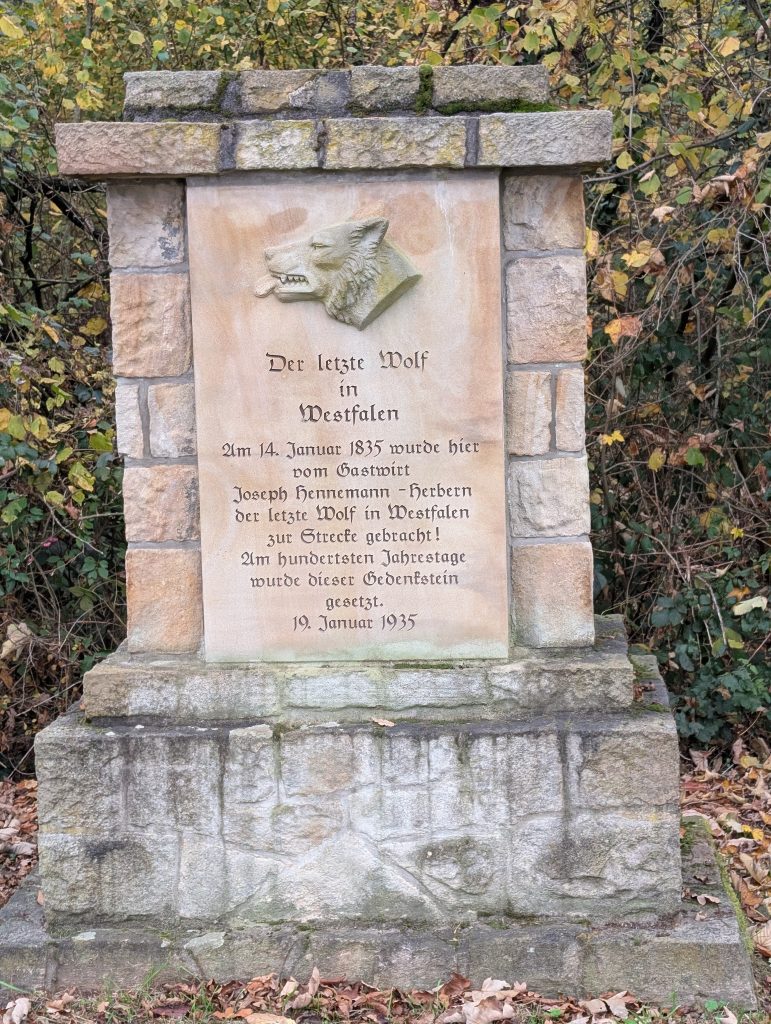 Der letzte Wolf
in
Westfalen
Am 14. Januar 1835 wurde hier
vom Gastwirt
Joseph Hennemann - Herbern
der letzte Wolf in Westfalen
zur Strecke gebracht!
Am hundertsten Jahrestage
wurde dieser Gedenkstein
gesetzt.
19. Januar 1935